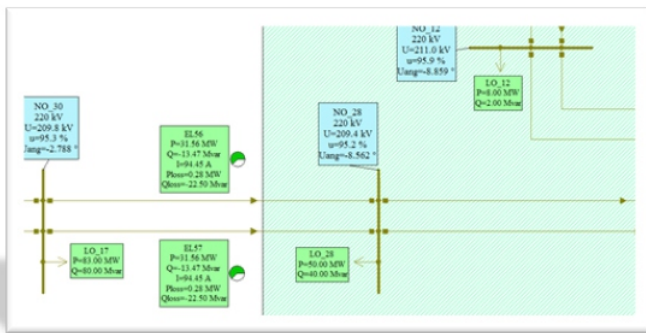 NO_12
220 kV
U=211.0 kV
u=95.9 %
Uang=-8.859 °
LO_12
P=8.00 MW
Q=2.00 Mvar
NO_30
220 kV
U=209.8 kV
u=95.3 %
Uang=-2.788 °
EL56
P=31.56 MW
Q=-13.47 Mvar
I=94.45 A
Ploss=0.28 MW
Qloss=-22.50 Mvar
NO_28
220 kV
U=209.4 kV
u=95.2 %
Uang=-8.562 °
LO_17
P=83.00 MW
Q=80.00 Mvar
EL57
P=31.56 MW
Q=-13.47 Mvar
I=94.45 A
Ploss=0.28 MW
Qloss=-22.50 Mvar
LO_28
P=50.00 MW
Q=40.00 Mvar